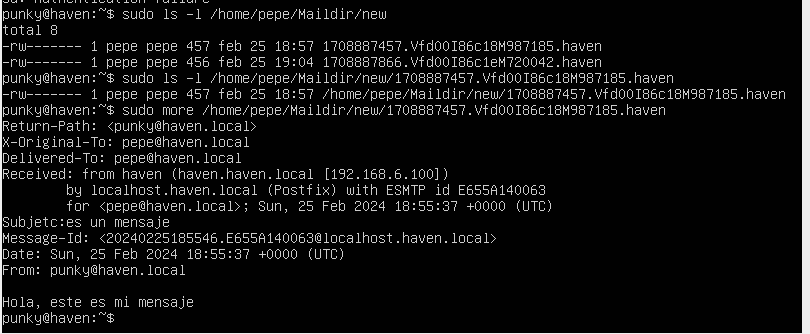 su: Authentication failure
punky@haven:~$ sudo ls -l /home/pepe/Maildir/new
total 8
-rw------- 1 pepe pepe 457 feb 25 18:57 1708887457.Vfd00I86c18M987185.haven
-rw------- 1 pepe pepe 456 feb 25 19:04 1708887866.Vfd00I86c1eM720042.haven
punky@haven:~$ sudo ls -l /home/pepe/Maildir/new/1708887457.Vfd00I86c18M987185.haven
-rw------- 1 pepe pepe 457 feb 25 18:57 /home/pepe/Maildir/new/1708887457.Vfd00I86c18M987185.haven
punky@haven:~$ sudo more /home/pepe/Maildir/new/1708887457.Vfd00I86c18M987185.haven
Return-Path: <punky@haven.local>
X-Original-To: pepe@haven.local
Delivered-To: pepe@haven.local
Received: from haven (haven.haven.local [192.168.6.100])
        by localhost.haven.local (Postfix) with ESMTP id E655A140063
        for <pepe@haven.local>; Sun, 25 Feb 2024 18:55:37 +0000 (UTC)
Subjetc:es un mensaje
Message-Id: <20240225185546.E655A140063@localhost.haven.local>
Date: Sun, 25 Feb 2024 18:55:37 +0000 (UTC)
From: punky@haven.local

Hola, este es mi mensaje
punky@haven:~$